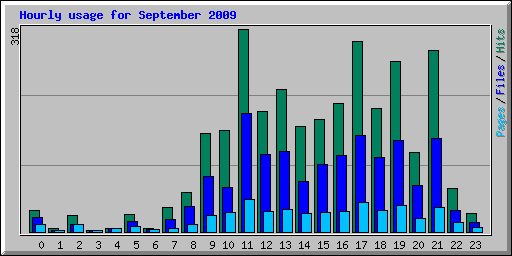 Hourly usage for September 2009
318
Pages/Files/Hits
0 1 2 3 4 5 6 7 8 9 10 11 12 13 14 15 16 17 18 19 20 21 22 23